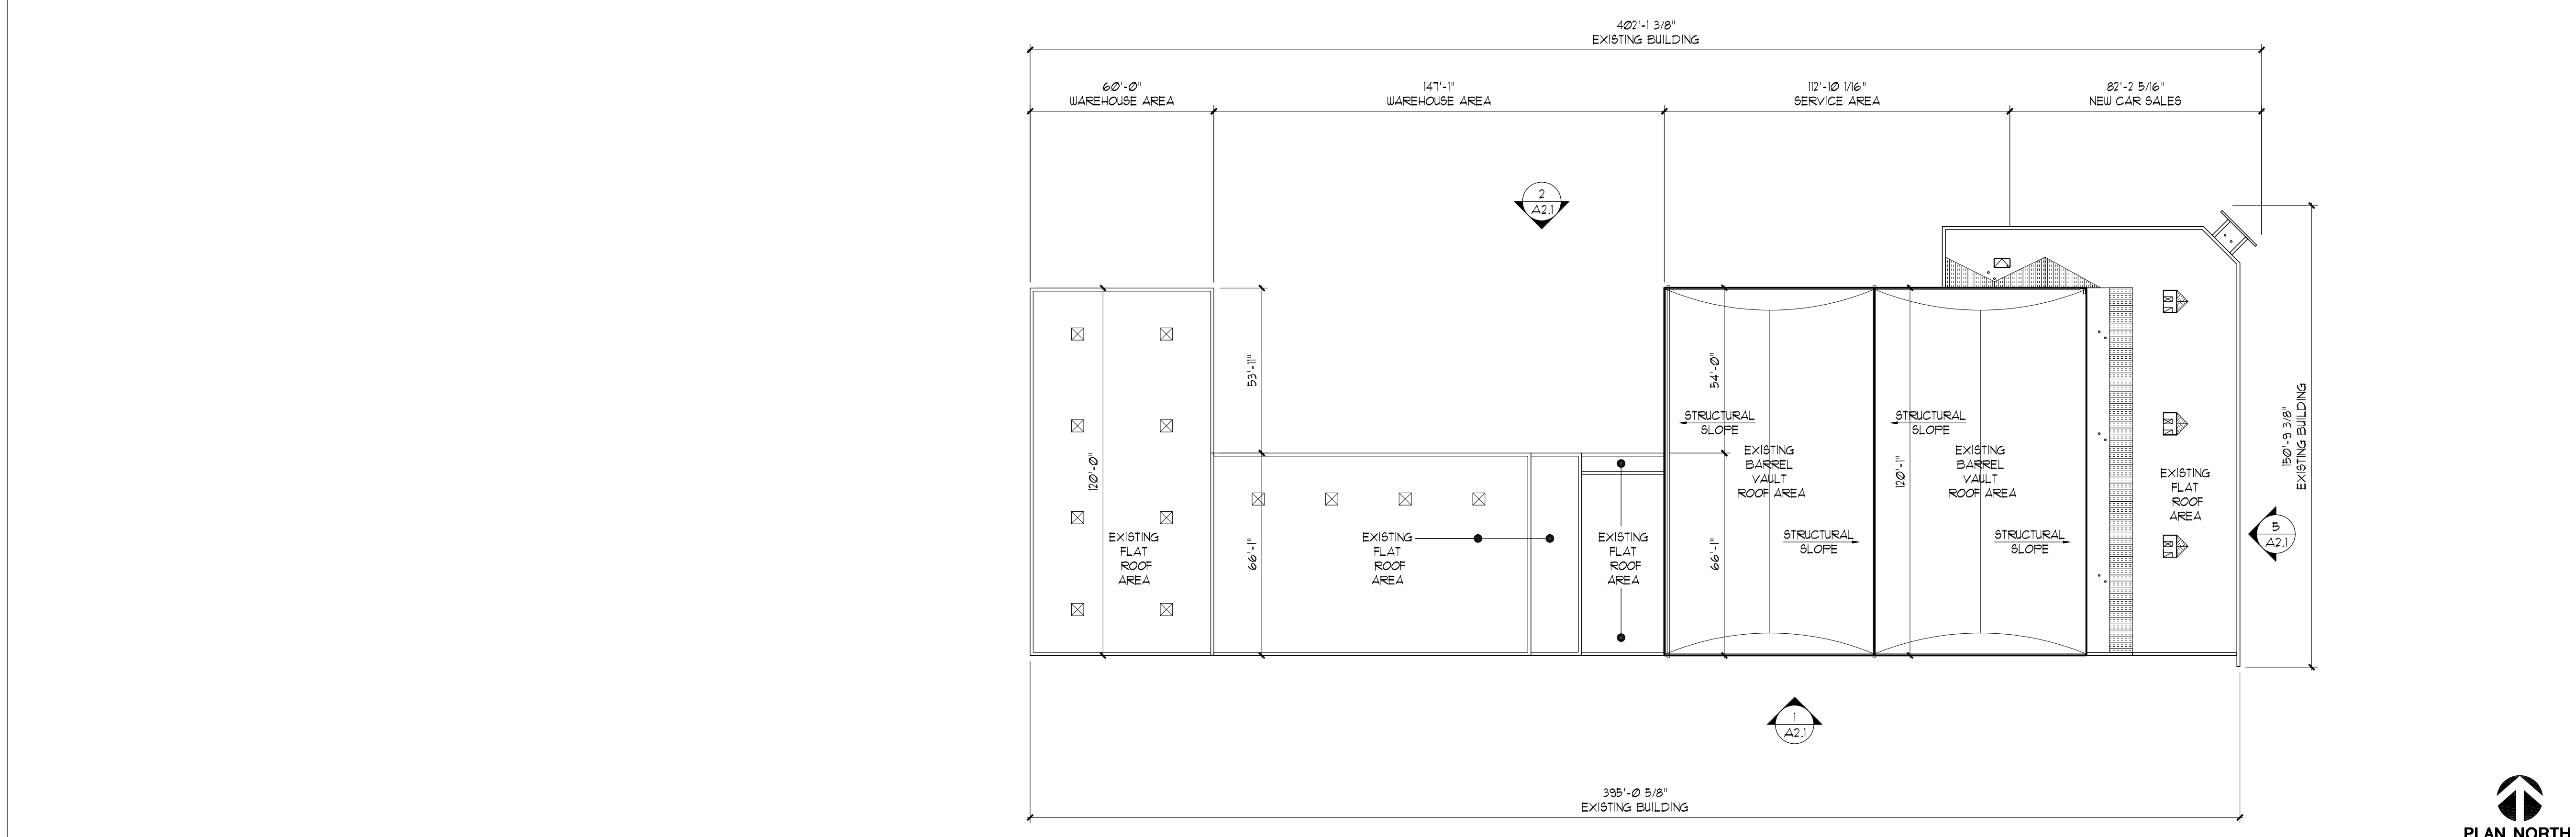 402'-1 3/8"
EXISTING BUILDING
60'-0"
WAREHOUSE AREA
147'-1"
WAREHOUSE AREA
112'-10 1/16"
SERVICE AREA
82'-2 5/16"
NEW CAR SALES
2
A2.1
53'-11"
54'-0"
120'-0"
66'-1"
66'-1"
120'-1"
STRUCTURAL
SLOPE
STRUCTURAL
SLOPE
EXISTING
BARREL
VAULT
ROOF AREA
EXISTING
BARREL
VAULT
ROOF AREA
STRUCTURAL
SLOPE
STRUCTURAL
SLOPE
EXISTING
FLAT
ROOF
AREA
EXISTING
FLAT
ROOF
AREA
EXISTING
FLAT
ROOF
AREA
EXISTING
FLAT
ROOF
AREA
150'-9 3/8"
EXISTING BUILDING
5
A2.1
1
A2.1
395'-0 5/8"
EXISTING BUILDING
PLAN NORTH